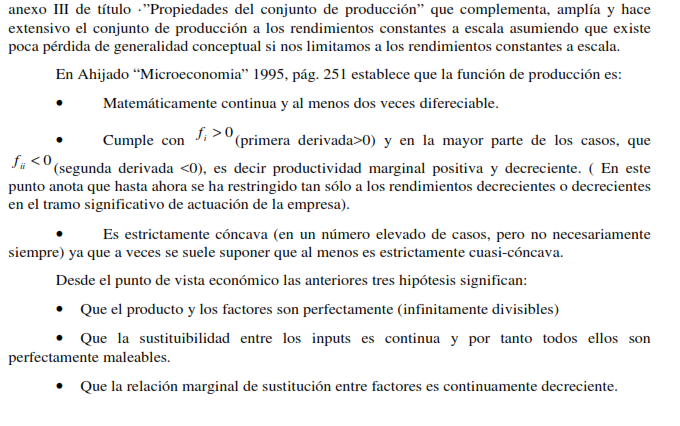 anexo III de título ·”Propiedades del conjunto de producción” que complementa, amplía y hace
extensivo el conjunto de producción a los rendimientos constantes a escala asumiendo que existe
poca pérdida de generalidad conceptual si nos limitamos a los rendimientos constantes a escala.
En Ahijado “Microeconomia” 1995, pág. 251 establece que la función de producción es:
• Matemáticamente continua y al menos dos veces difereciable.
• Cumple con f_i > 0 (primera derivada>0) y en la mayor parte de los casos, que
f_ii < 0 (segunda derivada <0), es decir productividad marginal positiva y decreciente. ( En este
punto anota que hasta ahora se ha restringido tan sólo a los rendimientos decrecientes o decrecientes
en el tramo significativo de actuación de la empresa).
• Es estrictamente cóncava (en un número elevado de casos, pero no necesariamente
siempre) ya que a veces se suele suponer que al menos es estrictamente cuasi-cóncava.
Desde el punto de vista económico las anteriores tres hipótesis significan:
• Que el producto y los factores son perfectamente (infinitamente divisibles)
• Que la sustituibilidad entre los inputs es continua y por tanto todos ellos son
perfectamente maleables.
• Que la relación marginal de sustitución entre factores es continuamente decreciente.